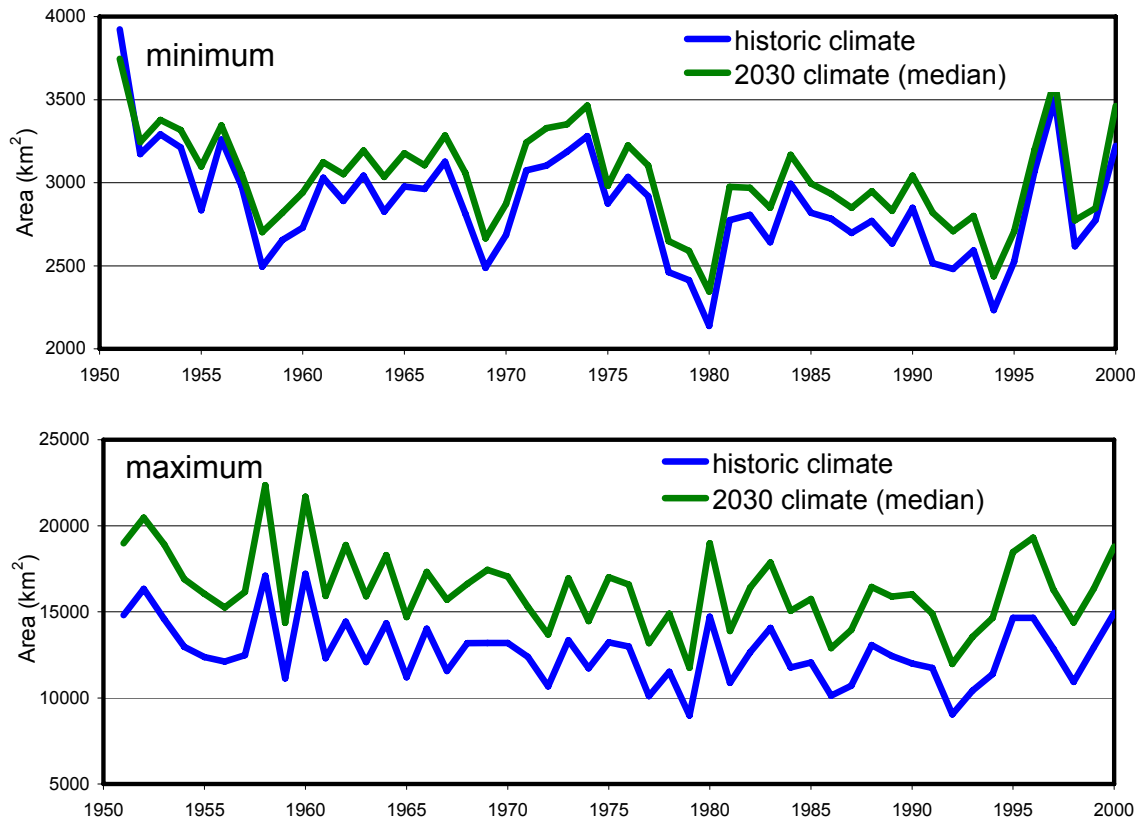 minimum
historic climate
2030 climate (median)
Area (km²)
4000
3500
3000
2500
2000
1950 1955 1960 1965 1970 1975 1980 1985 1990 1995 2000
maximum
historic climate
2030 climate (median)
Area (km²)
25000
20000
15000
10000
5000
1950 1955 1960 1965 1970 1975 1980 1985 1990 1995 2000